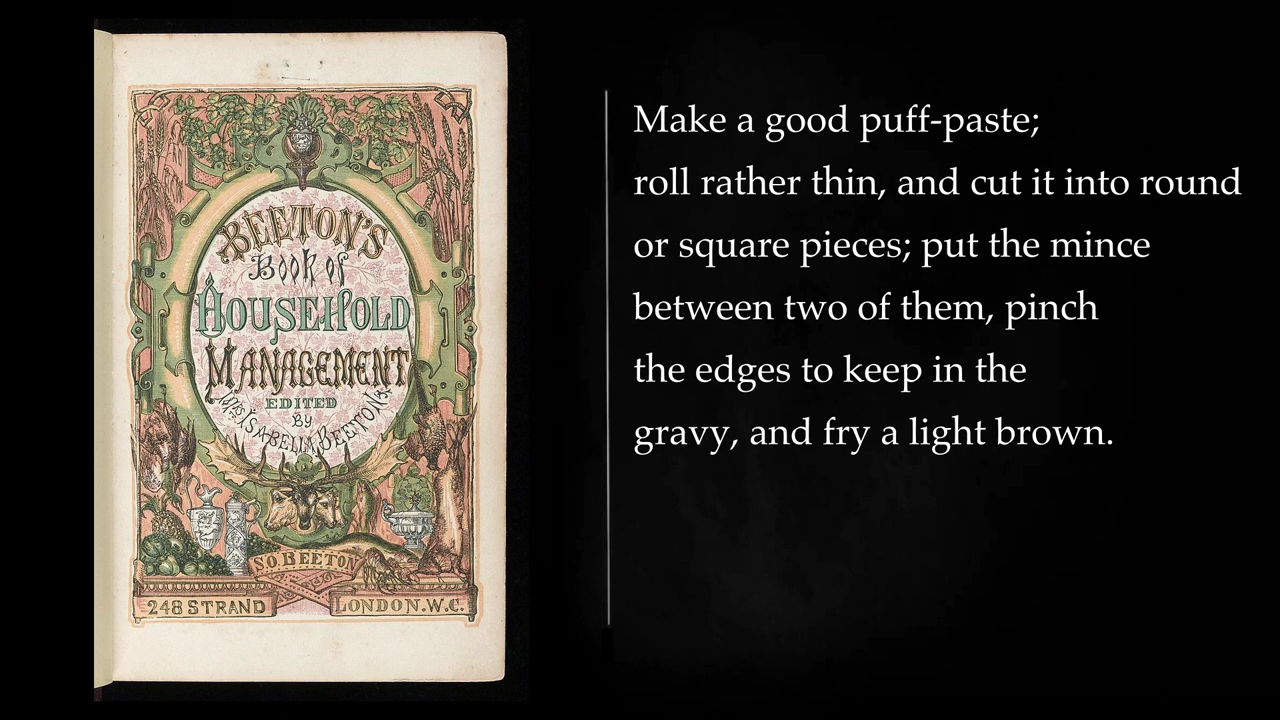 BEETON'S
Book of
HOUSEHOLD
MANAGEMENT
EDITED
BY
MRS ISABELLA BEETON
S.O. BEETON
248 STRAND
LONDON.W.C.
Make a good puff-paste;
roll rather thin, and cut it into round
or square pieces; put the mince
between two of them, pinch
the edges to keep in the
gravy, and fry a light brown.